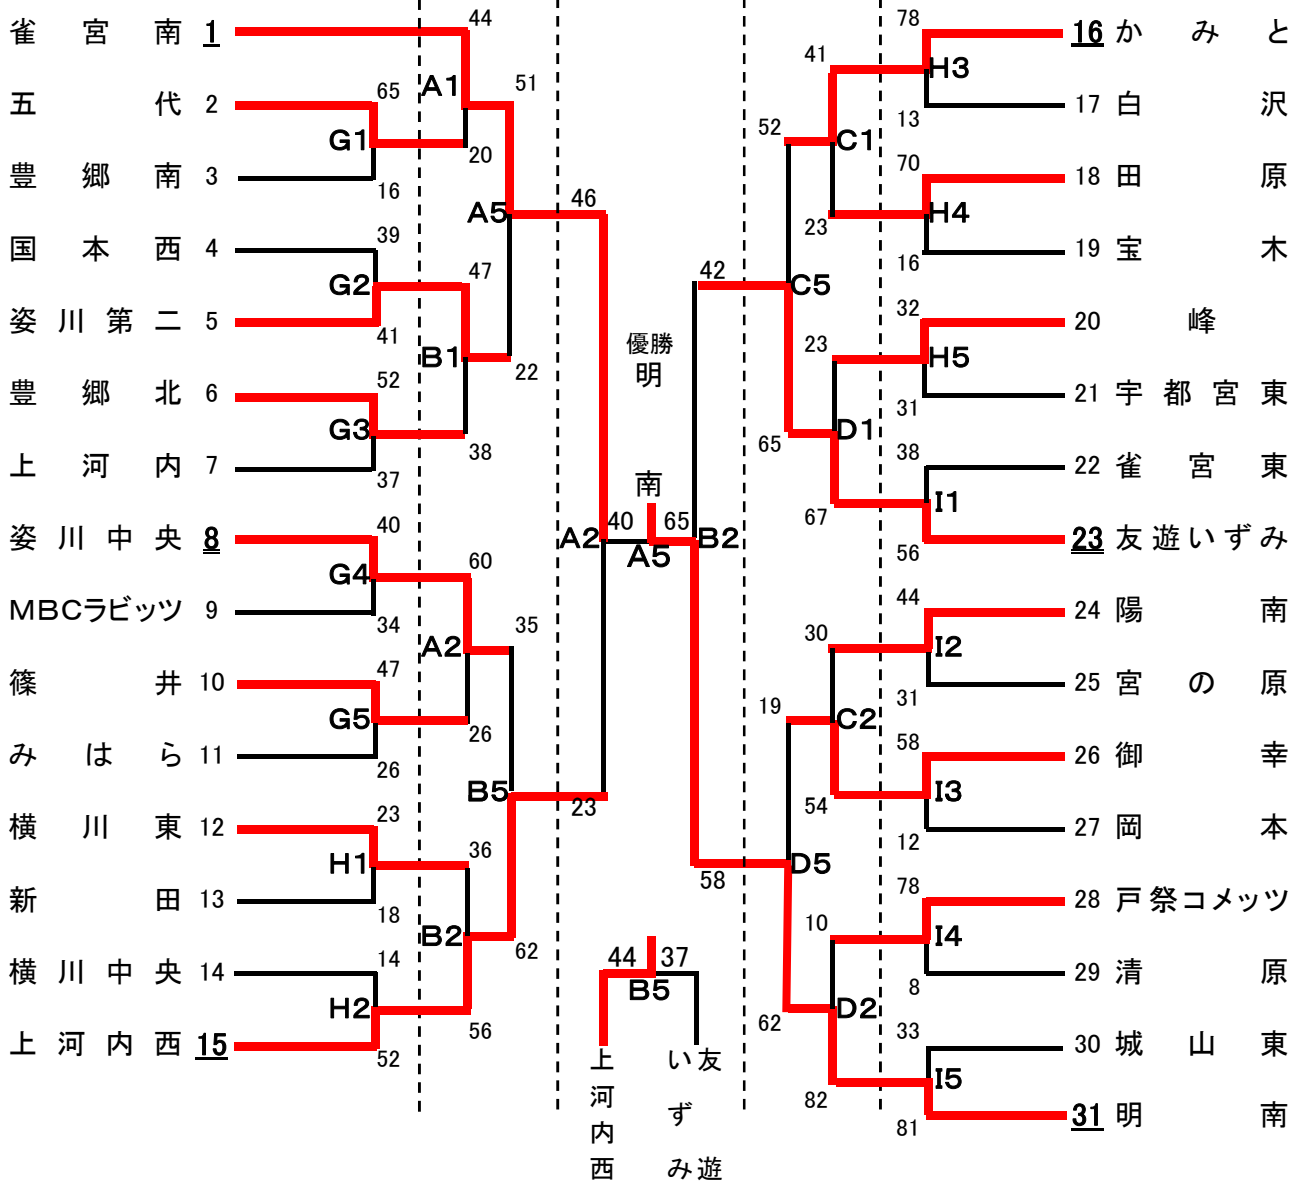 雀宮南 1
五代 2
豊郷南 3
国本西 4
姿川第二 5
豊郷北 6
上河内 7
姿川中央 8
MBCラビッツ 9
篠井 10
みはら 11
横川東 12
新田 13
横川中央 14
上河内西 15
65
G1
16
39
G2
41
52
G3
37
40
G4
34
47
G5
26
23
H1
18
14
H2
52
44
A1
20
47
B1
38
60
A2
26
36
B2
56
51
A5
22
35
B5
62
46
A2
23
優勝
明
南
40 65
A5
42
B2
58
44 37
B5
上河内西
友遊
いずみ
52
C5
65
19
D5
62
41
C1
23
23
D1
67
30
C2
54
10
D2
82
78
H3
13
70
H4
16
32
H5
31
38
I1
56
44
I2
31
58
I3
12
78
I4
8
33
I5
81
16 かみと
17 白沢
18 田原
19 宝木
20 峰
21 宇都宮東
22 雀宮東
23 友遊いずみ
24 陽南
25 宮の原
26 御幸
27 岡本
28 戸祭コメッツ
29 清原
30 城山東
31 明南